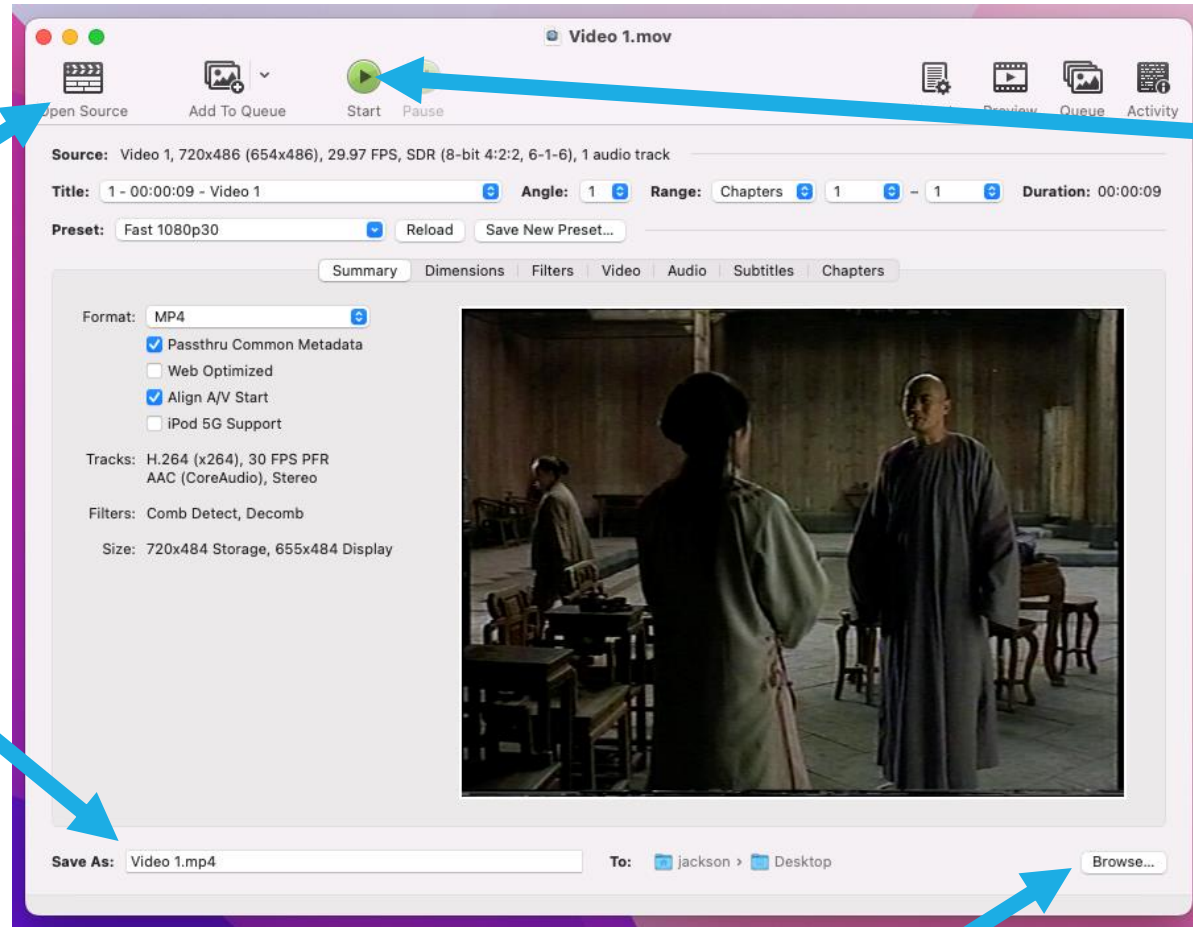 Video 1.mov
Open Source Add To Queue Start Pause Preview Queue Activity
Source: Video 1, 720x486 (654x486), 29.97 FPS, SDR (8-bit 4:2:2, 6-1-6), 1 audio track
Title: 1 - 00:00:09 - Video 1 Angle: 1 Range: Chapters 1 – 1 Duration: 00:00:09
Preset: Fast 1080p30 Reload Save New Preset...
Summary Dimensions Filters Video Audio Subtitles Chapters
Format: MP4
Passthru Common Metadata
Web Optimized
Align A/V Start
iPod 5G Support
Tracks: H.264 (x264), 30 FPS PFR
AAC (CoreAudio), Stereo
Filters: Comb Detect, Decomb
Size: 720x484 Storage, 655x484 Display
Save As: Video 1.mp4 To: jackson › Desktop Browse...